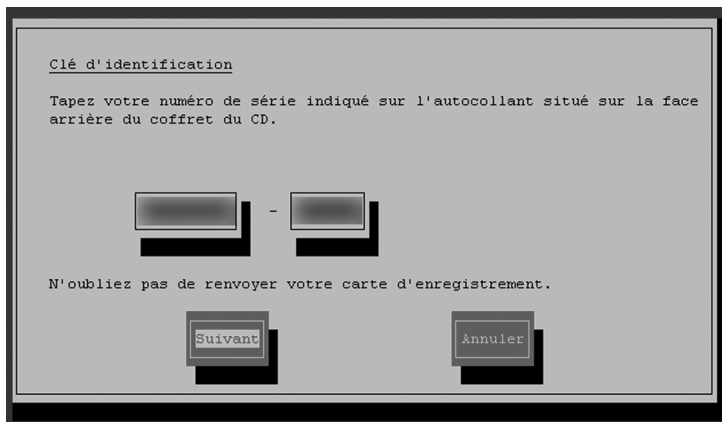 Clé d'identification
Tapez votre numéro de série indiqué sur l'autocollant situé sur la face
arrière du coffret du CD.
-
N'oubliez pas de renvoyer votre carte d'enregistrement.
Suivant Annuler